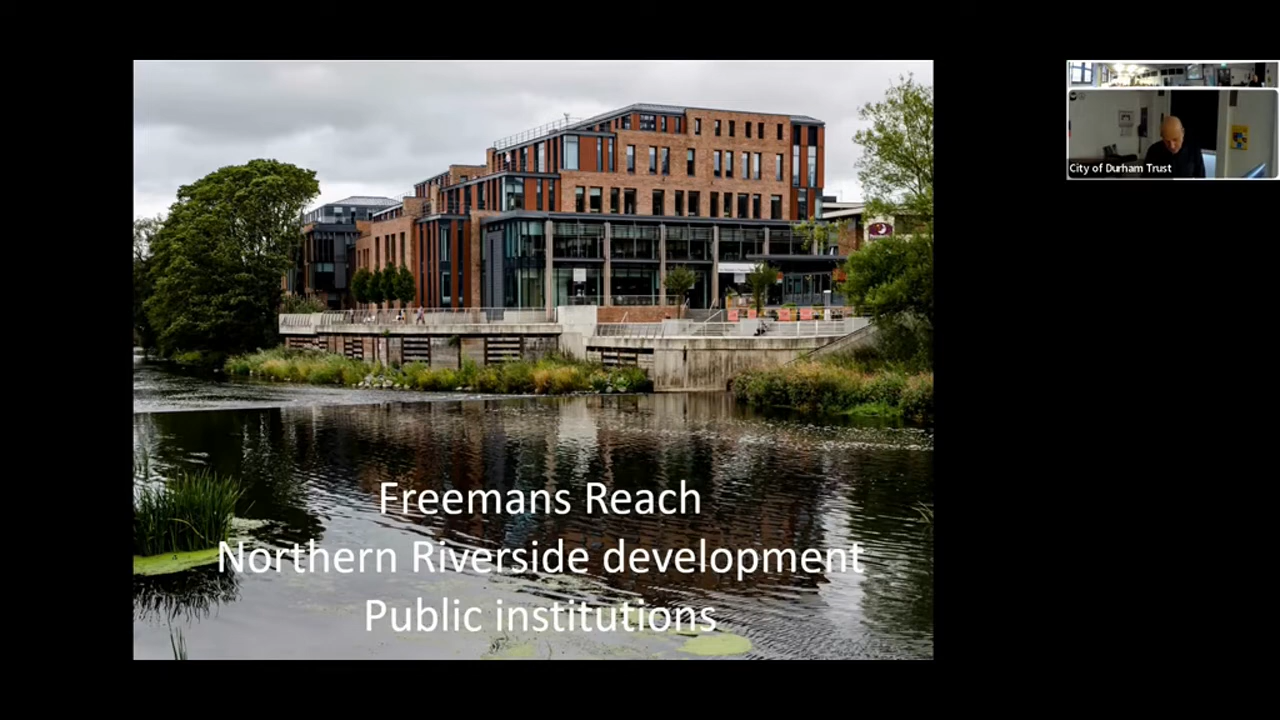 Freemans Reach
Northern Riverside development
Public institutions
City of Durham Trust